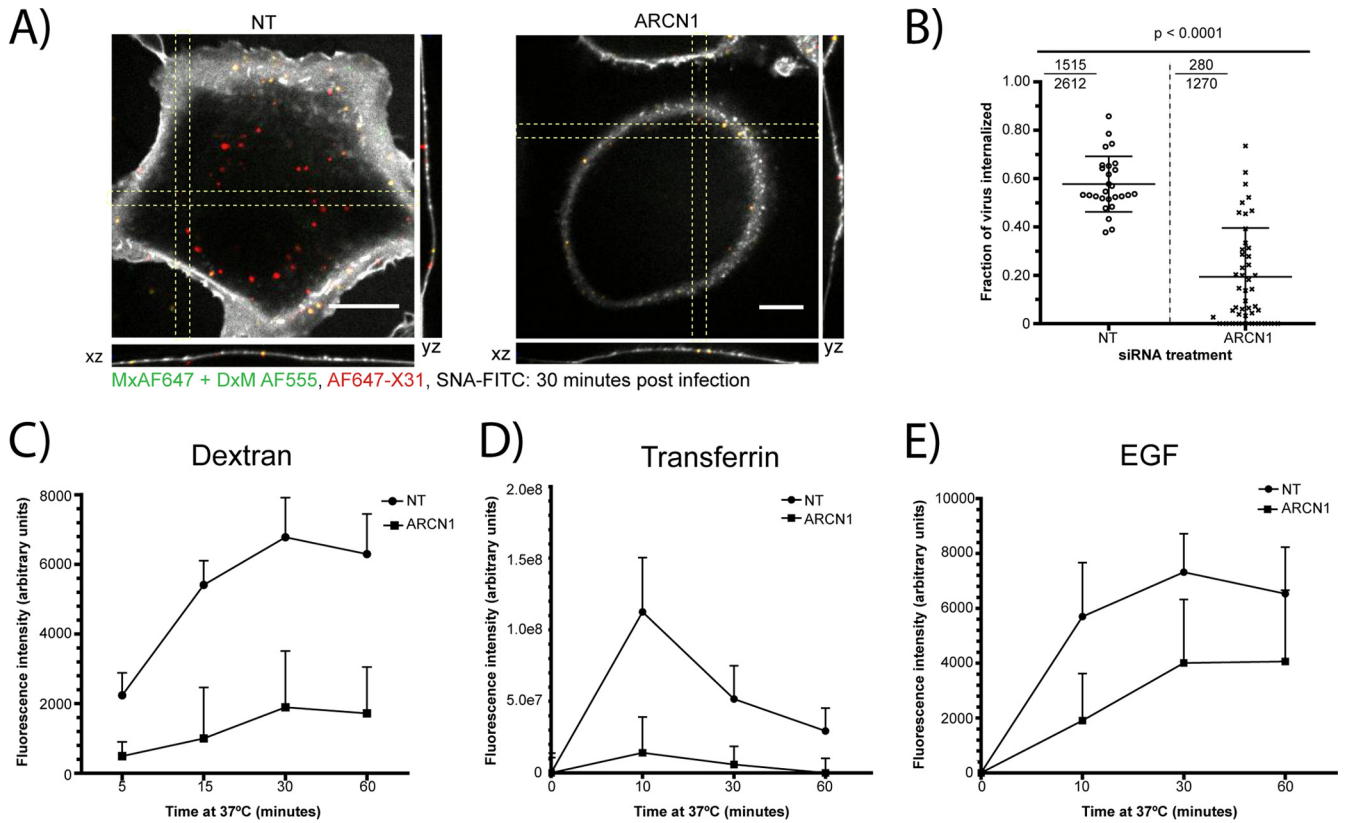 A)
NT
ARCN1
xz
yz
xz
yz
MxAF647 + DxM AF555, AF647-X31, SNA-FITC: 30 minutes post infection
B)
p < 0.0001
1515
2612
280
1270
Fraction of virus internalized
1.00
0.80
0.60
0.40
0.20
0
NT
ARCN1
siRNA treatment
C)
Dextran
Fluorescence intensity (arbitrary units)
8000
6000
4000
2000
0
NT
ARCN1
5
15
30
60
Time at 37ºC (minutes)
D)
Transferrin
Fluorescence intensity (arbitrary units)
2.0e8
1.5e8
1.0e8
5.0e7
0
NT
ARCN1
0
10
30
60
Time at 37ºC (minutes)
E)
EGF
Fluorescence intensity (arbitrary units)
10000
8000
6000
4000
2000
0
NT
ARCN1
0
10
30
60
Time at 37ºC (minutes)